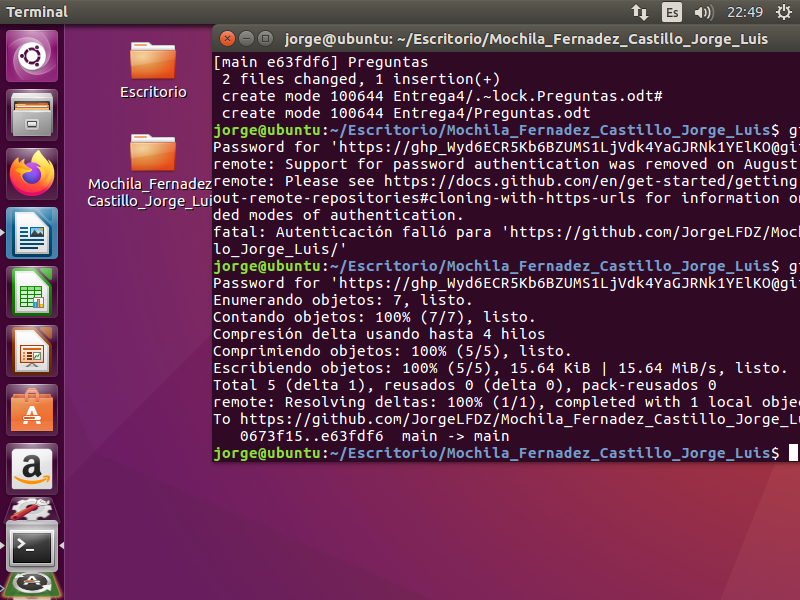 Terminal
Es
22:49
jorge@ubuntu: ~/Escritorio/Mochila_Fernadez_Castillo_Jorge_Luis
Escritorio
Mochila_Fernadez
Castillo_Jorge_Lui
[main e63fdf6] Preguntas
2 files changed, 1 insertion(+)
create mode 100644 Entrega4/.~lock.Preguntas.odt#
create mode 100644 Entrega4/Preguntas.odt
jorge@ubuntu:~/Escritorio/Mochila_Fernadez_Castillo_Jorge_Luis$ gi
Password for 'https://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@git
remote: Support for password authentication was removed on August
remote: Please see https://docs.github.com/en/get-started/getting
out-remote-repositories#cloning-with-https-urls for information on
ded modes of authentication.
fatal: Autenticación falló para 'https://github.com/JorgeLFDZ/Moch
lo_Jorge_Luis/'
jorge@ubuntu:~/Escritorio/Mochila_Fernadez_Castillo_Jorge_Luis$ gi
Password for 'https://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@git
Enumerando objetos: 7, listo.
Contando objetos: 100% (7/7), listo.
Compresión delta usando hasta 4 hilos
Comprimiendo objetos: 100% (5/5), listo.
Escribiendo objetos: 100% (5/5), 15.64 KiB | 15.64 MiB/s, listo.
Total 5 (delta 1), reusados 0 (delta 0), pack-reusados 0
remote: Resolving deltas: 100% (1/1), completed with 1 local objec
To https://github.com/JorgeLFDZ/Mochila_Fernadez_Castillo_Jorge_Lu
0673f15..e63fdf6  main -> main
jorge@ubuntu:~/Escritorio/Mochila_Fernadez_Castillo_Jorge_Luis$